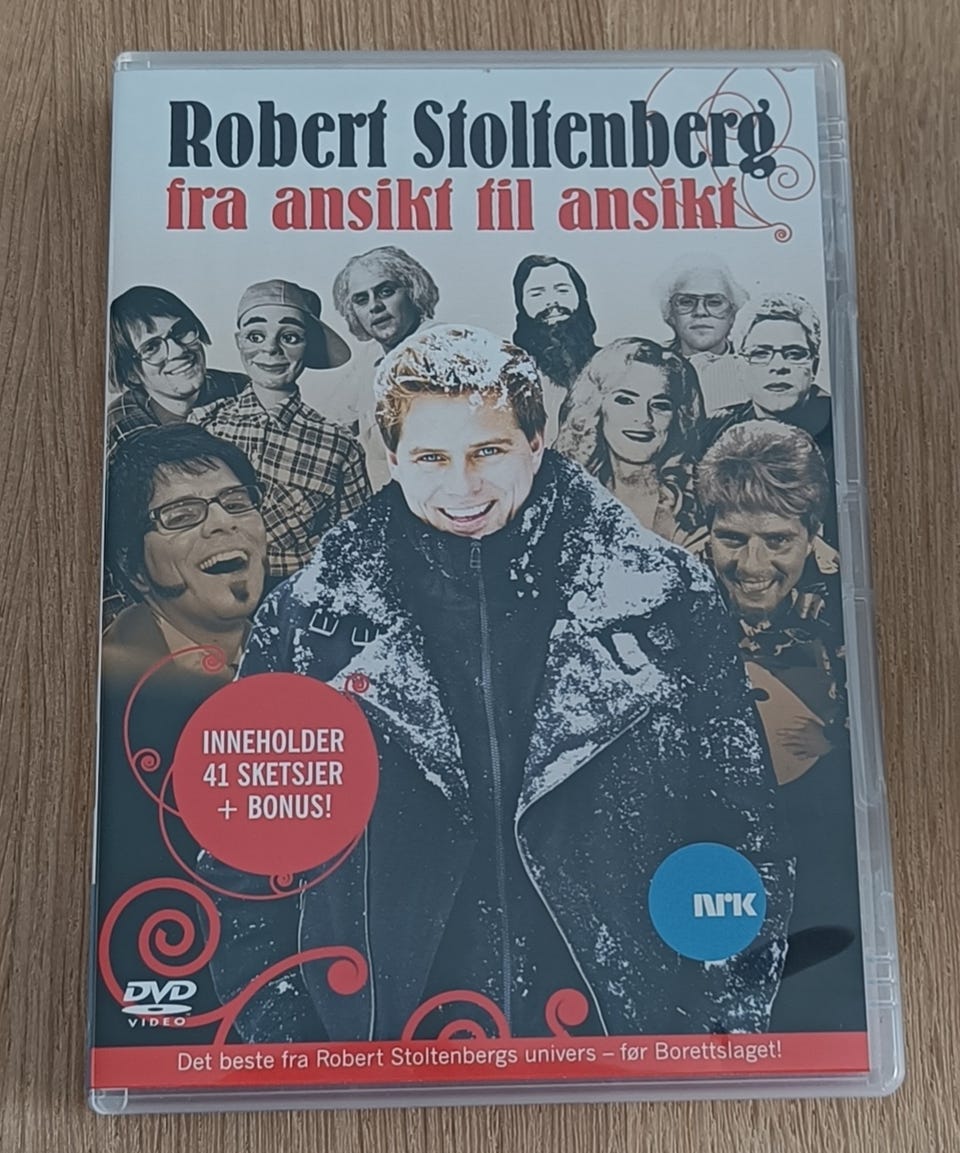 Robert Stoltenberg
fra ansikt til ansikt
INNEHOLDER
41 SKETSJER
+ BONUS!
nrk
DVD
VIDEO
Det beste fra Robert Stoltenbergs univers – før Borettslaget!